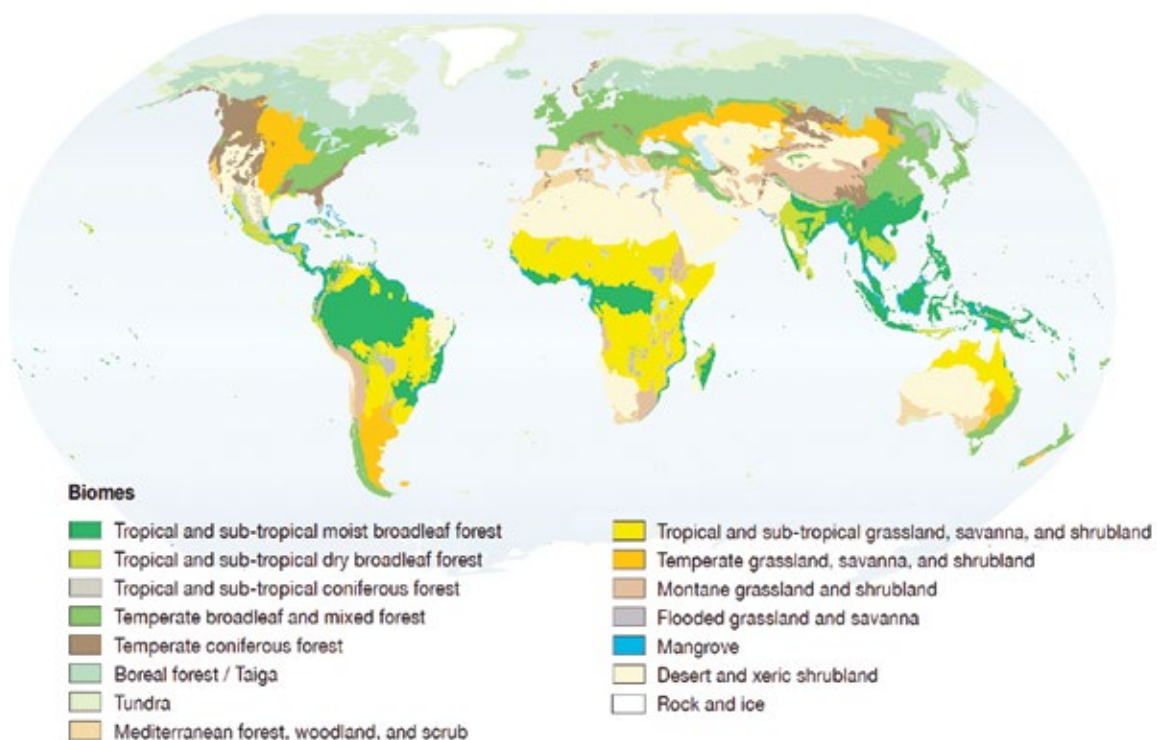 Biomes
Tropical and sub-tropical moist broadleaf forest
Tropical and sub-tropical dry broadleaf forest
Tropical and sub-tropical coniferous forest
Temperate broadleaf and mixed forest
Temperate coniferous forest
Boreal forest / Taiga
Tundra
Mediterranean forest, woodland, and scrub
Tropical and sub-tropical grassland, savanna, and shrubland
Temperate grassland, savanna, and shrubland
Montane grassland and shrubland
Flooded grassland and savanna
Mangrove
Desert and xeric shrubland
Rock and ice